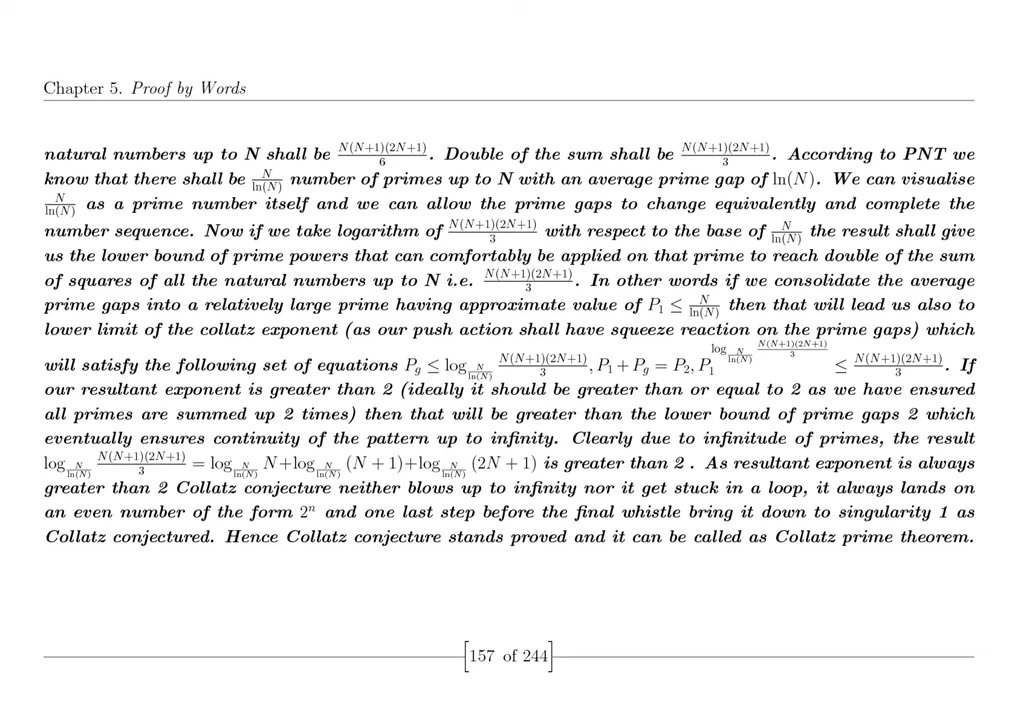 Chapter 5. Proof by Words
natural numbers up to N shall be N(N+1)(2N+1)/6. Double of the sum shall be N(N+1)(2N+1)/3. According to PNT we
know that there shall be N/ln(N) number of primes up to N with an average prime gap of ln(N). We can visualise
N/ln(N) as a prime number itself and we can allow the prime gaps to change equivalently and complete the
number sequence. Now if we take logarithm of N(N+1)(2N+1)/3 with respect to the base of N/ln(N) the result shall give
us the lower bound of prime powers that can comfortably be applied on that prime to reach double of the sum
of squares of all the natural numbers up to N i.e. N(N+1)(2N+1)/3. In other words if we consolidate the average
prime gaps into a relatively large prime having approximate value of P_1 ≤ N/ln(N) then that will lead us also to
lower limit of the collatz exponent (as our push action shall have squeeze reaction on the prime gaps) which
will satisfy the following set of equations P_g ≤ log_{N/ln(N)} N(N+1)(2N+1)/3, P_1 + P_g = P_2, P_1^{log_{N/ln(N)} N(N+1)(2N+1)/3} ≤ N(N+1)(2N+1)/3. If
our resultant exponent is greater than 2 (ideally it should be greater than or equal to 2 as we have ensured
all primes are summed up 2 times) then that will be greater than the lower bound of prime gaps 2 which
eventually ensures continuity of the pattern up to infinity. Clearly due to infinitude of primes, the result
log_{N/ln(N)} N(N+1)(2N+1)/3 = log_{N/ln(N)} N+log_{N/ln(N)} (N + 1)+log_{N/ln(N)} (2N + 1) is greater than 2 . As resultant exponent is always
greater than 2 Collatz conjecture neither blows up to infinity nor it get stuck in a loop, it always lands on
an even number of the form 2^n and one last step before the final whistle bring it down to singularity 1 as
Collatz conjectured. Hence Collatz conjecture stands proved and it can be called as Collatz prime theorem.
[157 of 244]